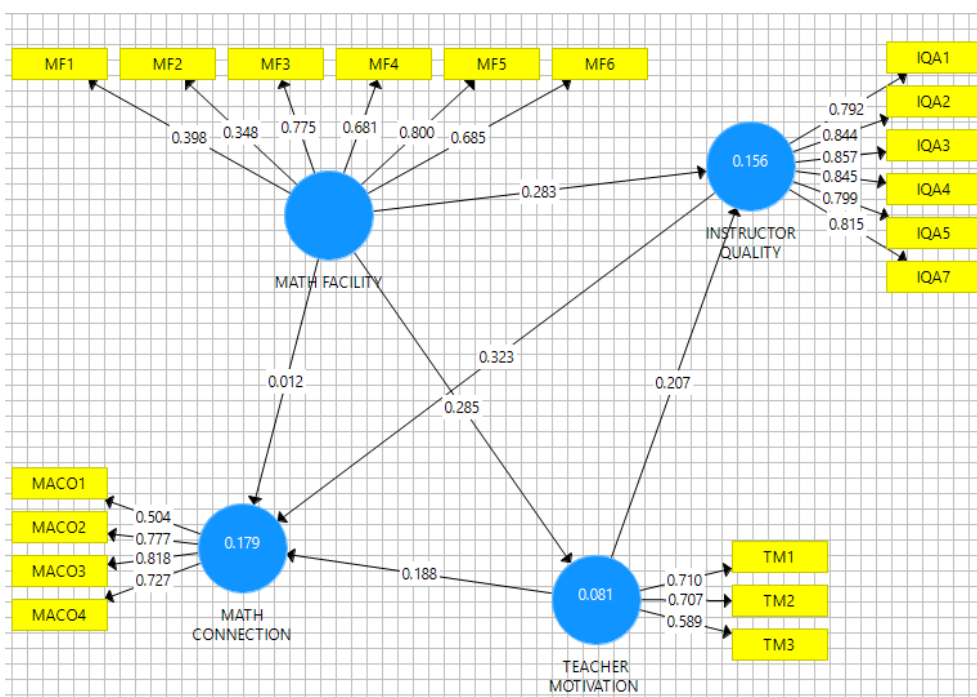 MF1
MF2
MF3
MF4
MF5
MF6
0.398
0.348
0.775
0.681
0.800
0.685
MATH FACILITY
IQA1
IQA2
IQA3
IQA4
IQA5
IQA7
0.792
0.844
0.857
0.845
0.799
0.815
0.156
INSTRUCTOR
QUALITY
0.283
0.012
0.323
0.285
0.207
0.188
MACO1
MACO2
MACO3
MACO4
0.504
0.777
0.818
0.727
0.179
MATH
CONNECTION
0.081
TEACHER
MOTIVATION
0.710
0.707
0.589
TM1
TM2
TM3